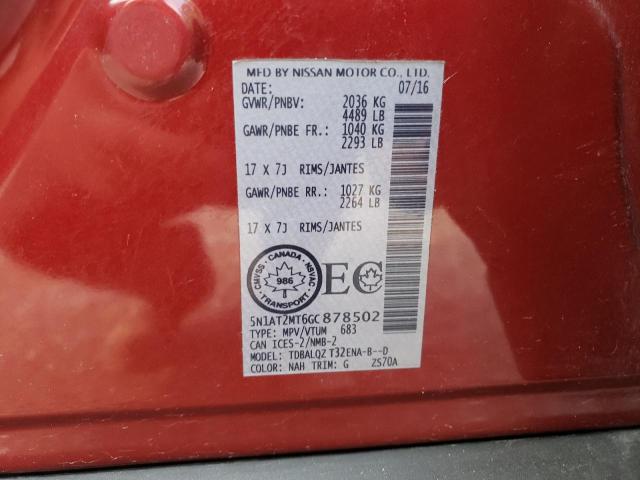 MFD BY NISSAN MOTOR CO., LTD.
DATE: 07/16
GVWR/PNBV: 2036 KG
4489 LB
GAWR/PNBE FR.: 1040 KG
2293 LB
17 X 7J RIMS/JANTES
GAWR/PNBE RR.: 1027 KG
2264 LB
17 X 7J RIMS/JANTES
CMVSS · CANADA · NSVAC
986
TRANSPORT
EC
5N1AT2MT6GC878502
TYPE: MPV/VTUM 683
CAN ICES-2/NMB-2
MODEL: TDBALQZ T32ENA-B--D
COLOR: NAH TRIM: G ZS70A